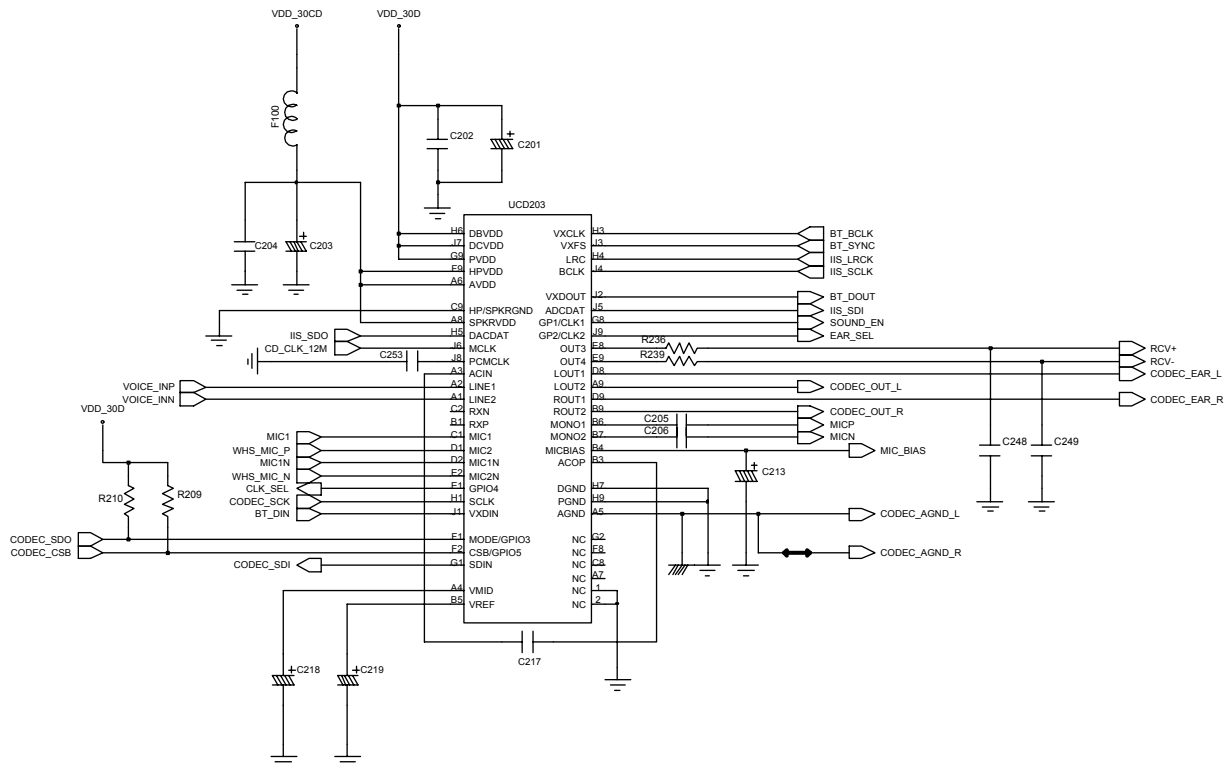 VDD_30CD
VDD_30D
F100
C202
C201
C204
C203
UCD203
H6 DBVDD VXCLK H3 BT_BCLK
J7 DCVDD VXFS J3 BT_SYNC
G9 PVDD LRC H4 IIS_LRCK
F9 HPVDD BCLK J4 IIS_SCLK
A6 AVDD
VXDOUT J2 BT_DOUT
C9 HP/SPKRGND ADCDAT J5 IIS_SDI
A8 SPKRVDD GP1/CLK1 G8 SOUND_EN
IIS_SDO H5 DACDAT GP2/CLK2 J9 EAR_SEL
CD_CLK_12M J6 MCLK OUT3 E8 R236 RCV+
C253 J8 PCMCLK OUT4 E9 R239 RCV-
A3 ACIN LOUT1 D8 CODEC_EAR_L
VOICE_INP A2 LINE1 LOUT2 A9 CODEC_OUT_L
VOICE_INN A1 LINE2 ROUT1 D9 CODEC_EAR_R
VDD_30D
C2 RXN ROUT2 B9 CODEC_OUT_R
B1 RXP MONO1 B6 C205 MICP
MIC1 C1 MIC1 MONO2 B7 C206 MICN
WHS_MIC_P D1 MIC2 MICBIAS B4 MIC_BIAS
MIC1N D2 MIC1N ACOP B3
C248
C249
C213
WHS_MIC_N E2 MIC2N
CLK_SEL E1 GPIO4 DGND H7
R210
R209
CODEC_SCK H1 SCLK PGND H9
BT_DIN J1 VXDIN AGND A5 CODEC_AGND_L
CODEC_SDO F1 MODE/GPIO3 NC G2
CODEC_CSB F2 CSB/GPIO5 NC F8 CODEC_AGND_R
CODEC_SDI G1 SDIN NC C8
NC A7
A4 VMID NC 1
B5 VREF NC 2
C217
C218
C219